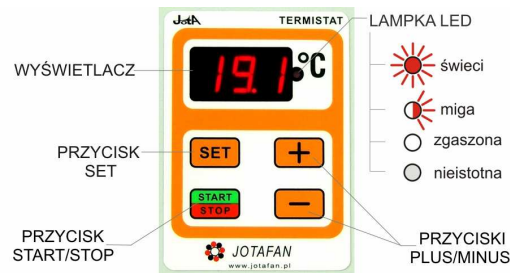 JotA TERMISTAT
LAMPKA LED
WYŚWIETLACZ
19.1 °C
świeci
miga
zgaszona
nieistotna
PRZYCISK
SET
SET
+
START
STOP
−
PRZYCISK
START/STOP
PRZYCISKI
PLUS/MINUS
JOTAFAN
www.jotafan.pl